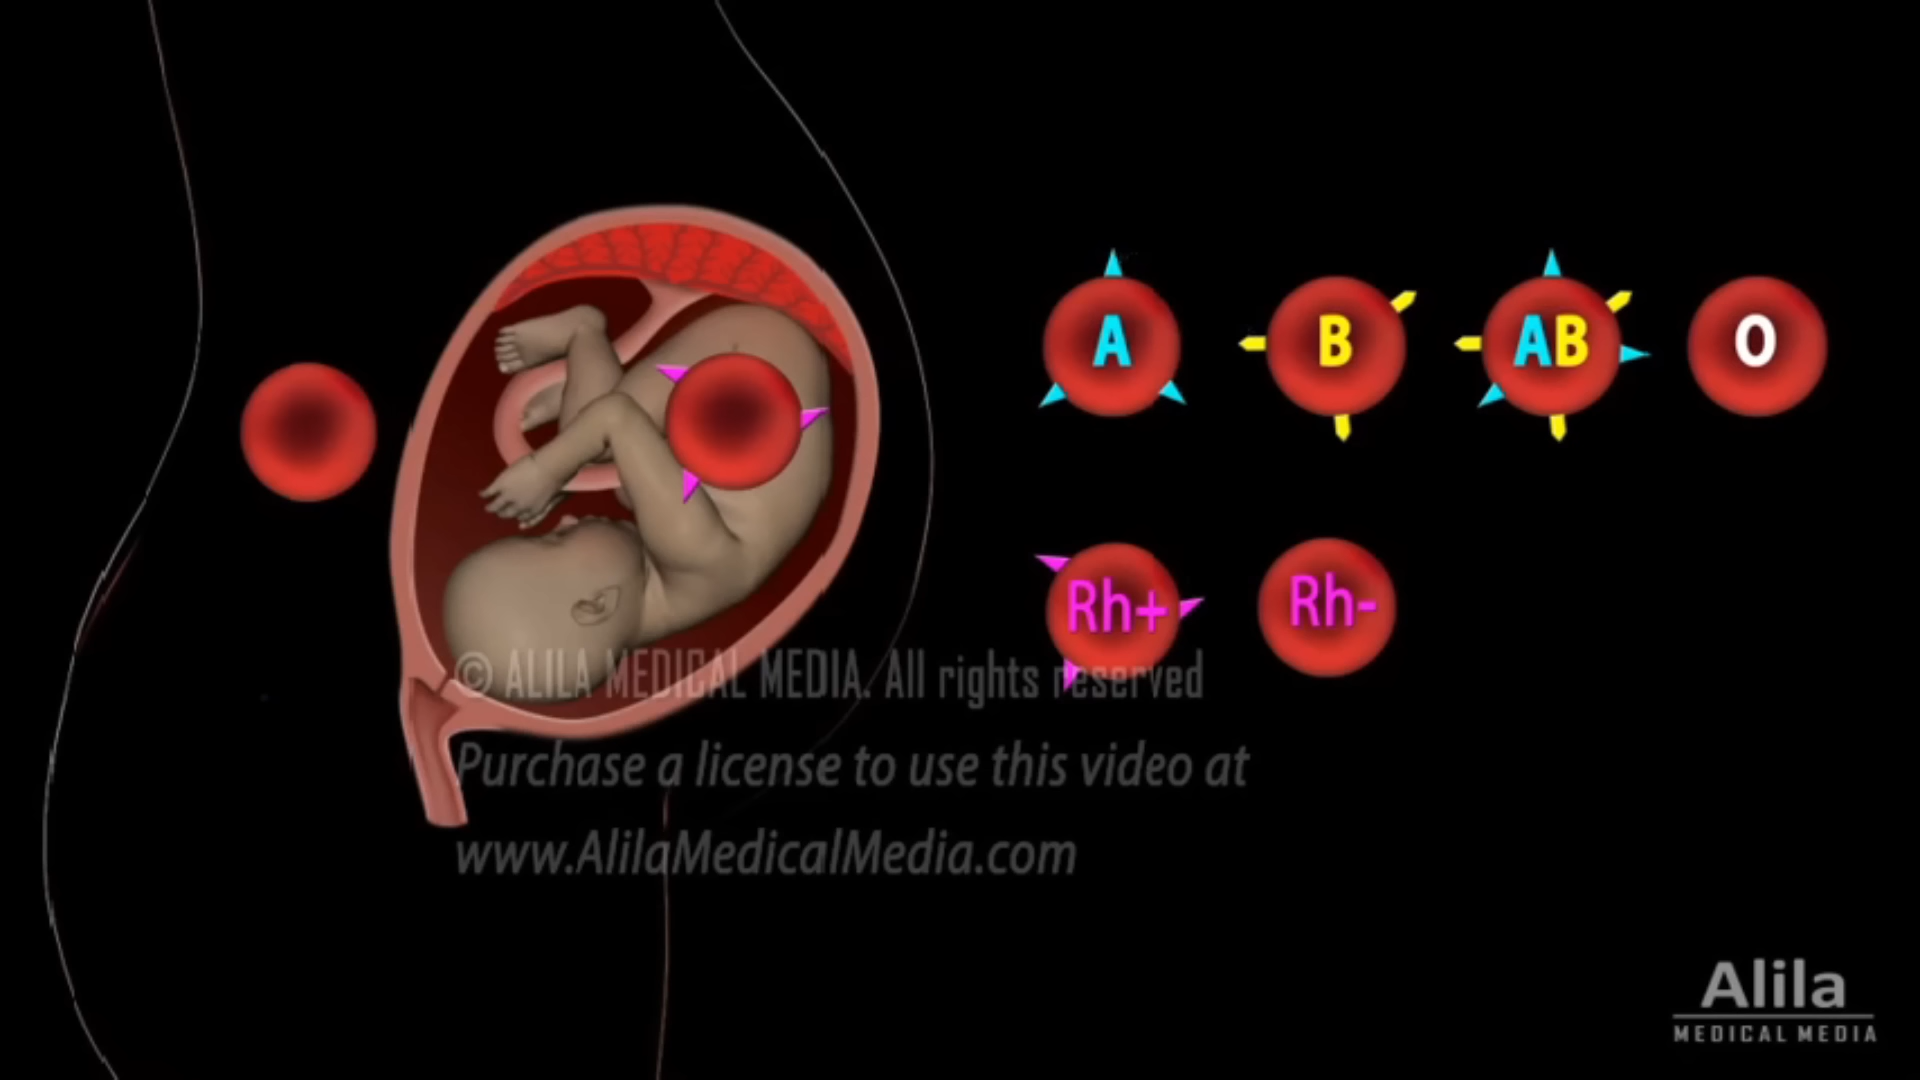 A B AB O
Rh+ Rh-
© ALILA MEDICAL MEDIA. All rights reserved
Purchase a license to use this video at
www.AlilaMedicalMedia.com
Alila
MEDICAL MEDIA